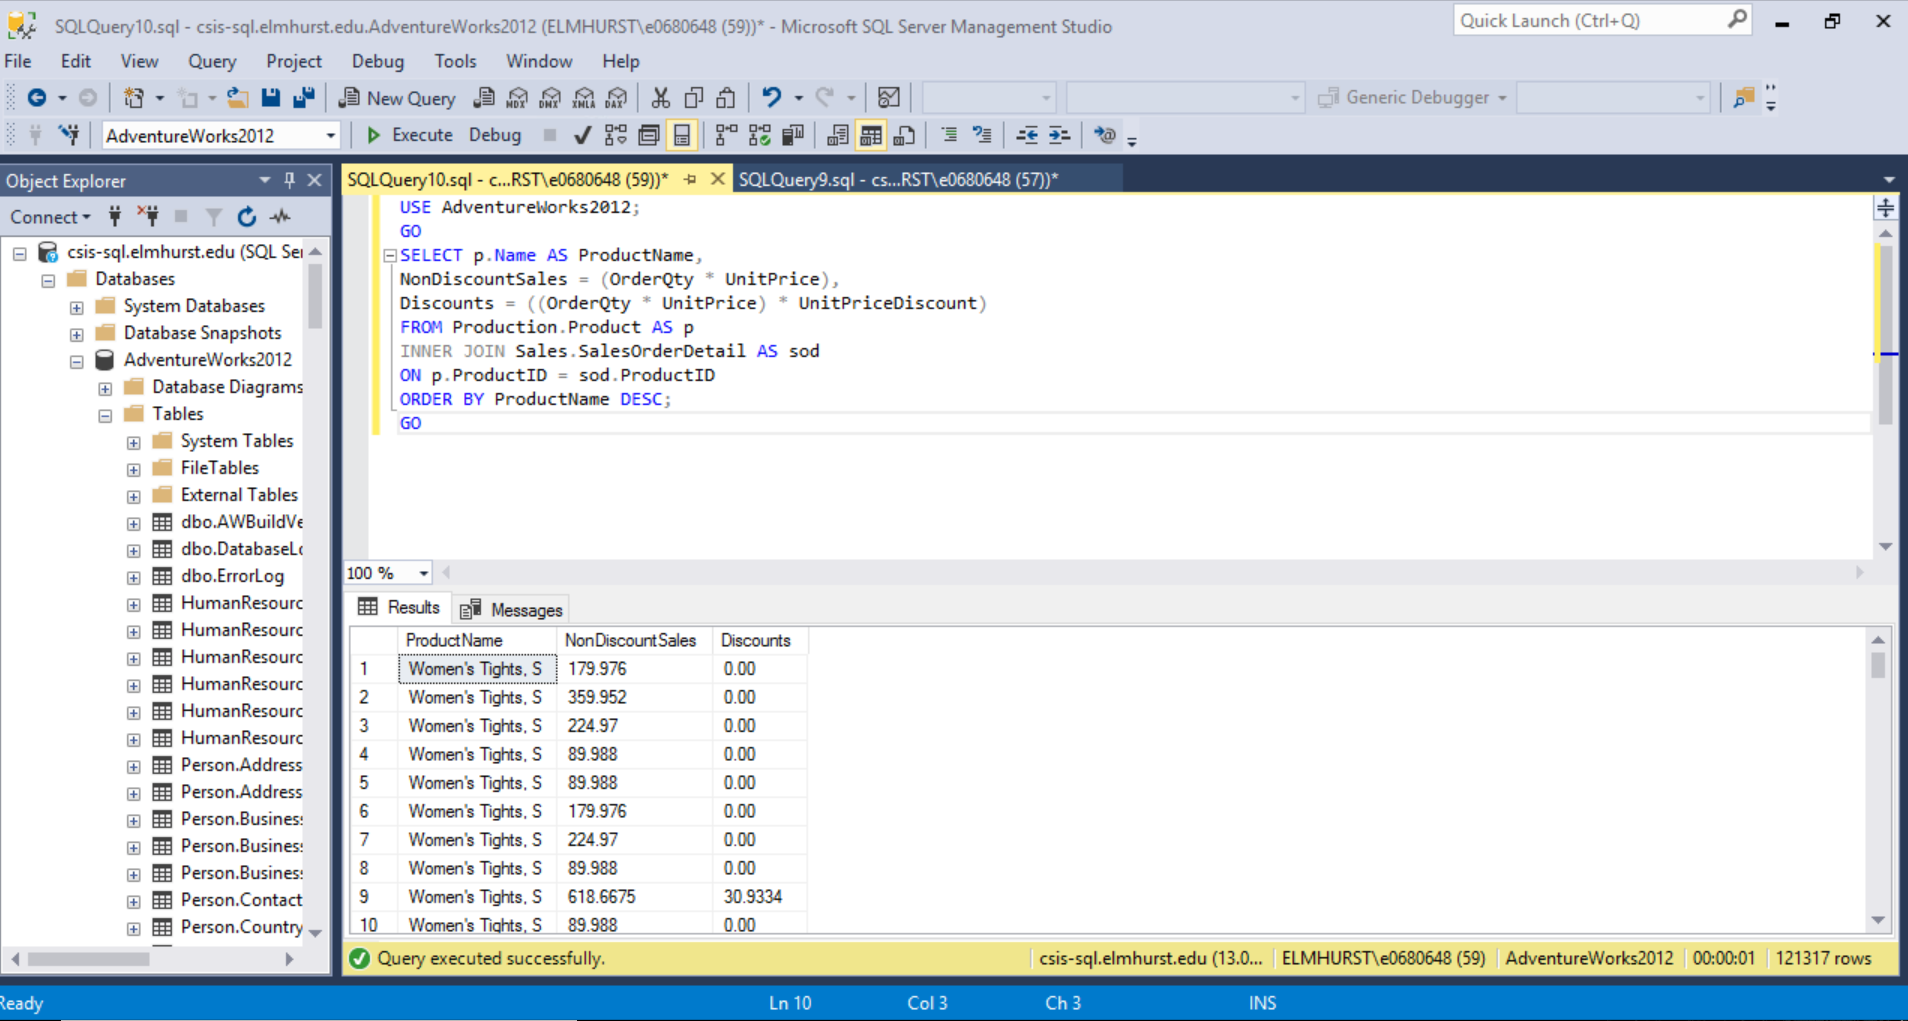 SQLQuery10.sql - csis-sql.elmhurst.edu.AdventureWorks2012 (ELMHURST\e0680648 (59))* - Microsoft SQL Server Management Studio
Quick Launch (Ctrl+Q)
File Edit View Query Project Debug Tools Window Help
New Query MDX DMX XMLA DAX Generic Debugger
AdventureWorks2012 Execute Debug
Object Explorer
SQLQuery10.sql - c...RST\e0680648 (59))* SQLQuery9.sql - cs...RST\e0680648 (57))*
Connect
csis-sql.elmhurst.edu (SQL Ser
Databases
System Databases
Database Snapshots
AdventureWorks2012
Database Diagrams
Tables
System Tables
FileTables
External Tables
dbo.AWBuildVe
dbo.DatabaseLo
dbo.ErrorLog
HumanResourc
HumanResourc
HumanResourc
HumanResourc
HumanResourc
HumanResourc
Person.Address
Person.Address
Person.Business
Person.Business
Person.Business
Person.Contact
Person.Country
USE AdventureWorks2012;
GO
SELECT p.Name AS ProductName,
NonDiscountSales = (OrderQty * UnitPrice),
Discounts = ((OrderQty * UnitPrice) * UnitPriceDiscount)
FROM Production.Product AS p
INNER JOIN Sales.SalesOrderDetail AS sod
ON p.ProductID = sod.ProductID
ORDER BY ProductName DESC;
GO
100 %
Results Messages
ProductName NonDiscountSales Discounts
1 Women's Tights, S 179.976 0.00
2 Women's Tights, S 359.952 0.00
3 Women's Tights, S 224.97 0.00
4 Women's Tights, S 89.988 0.00
5 Women's Tights, S 89.988 0.00
6 Women's Tights, S 179.976 0.00
7 Women's Tights, S 224.97 0.00
8 Women's Tights, S 89.988 0.00
9 Women's Tights, S 618.6675 30.9334
10 Women's Tights, S 89.988 0.00
Query executed successfully. csis-sql.elmhurst.edu (13.0... ELMHURST\e0680648 (59) AdventureWorks2012 00:00:01 121317 rows
Ready Ln 10 Col 3 Ch 3 INS